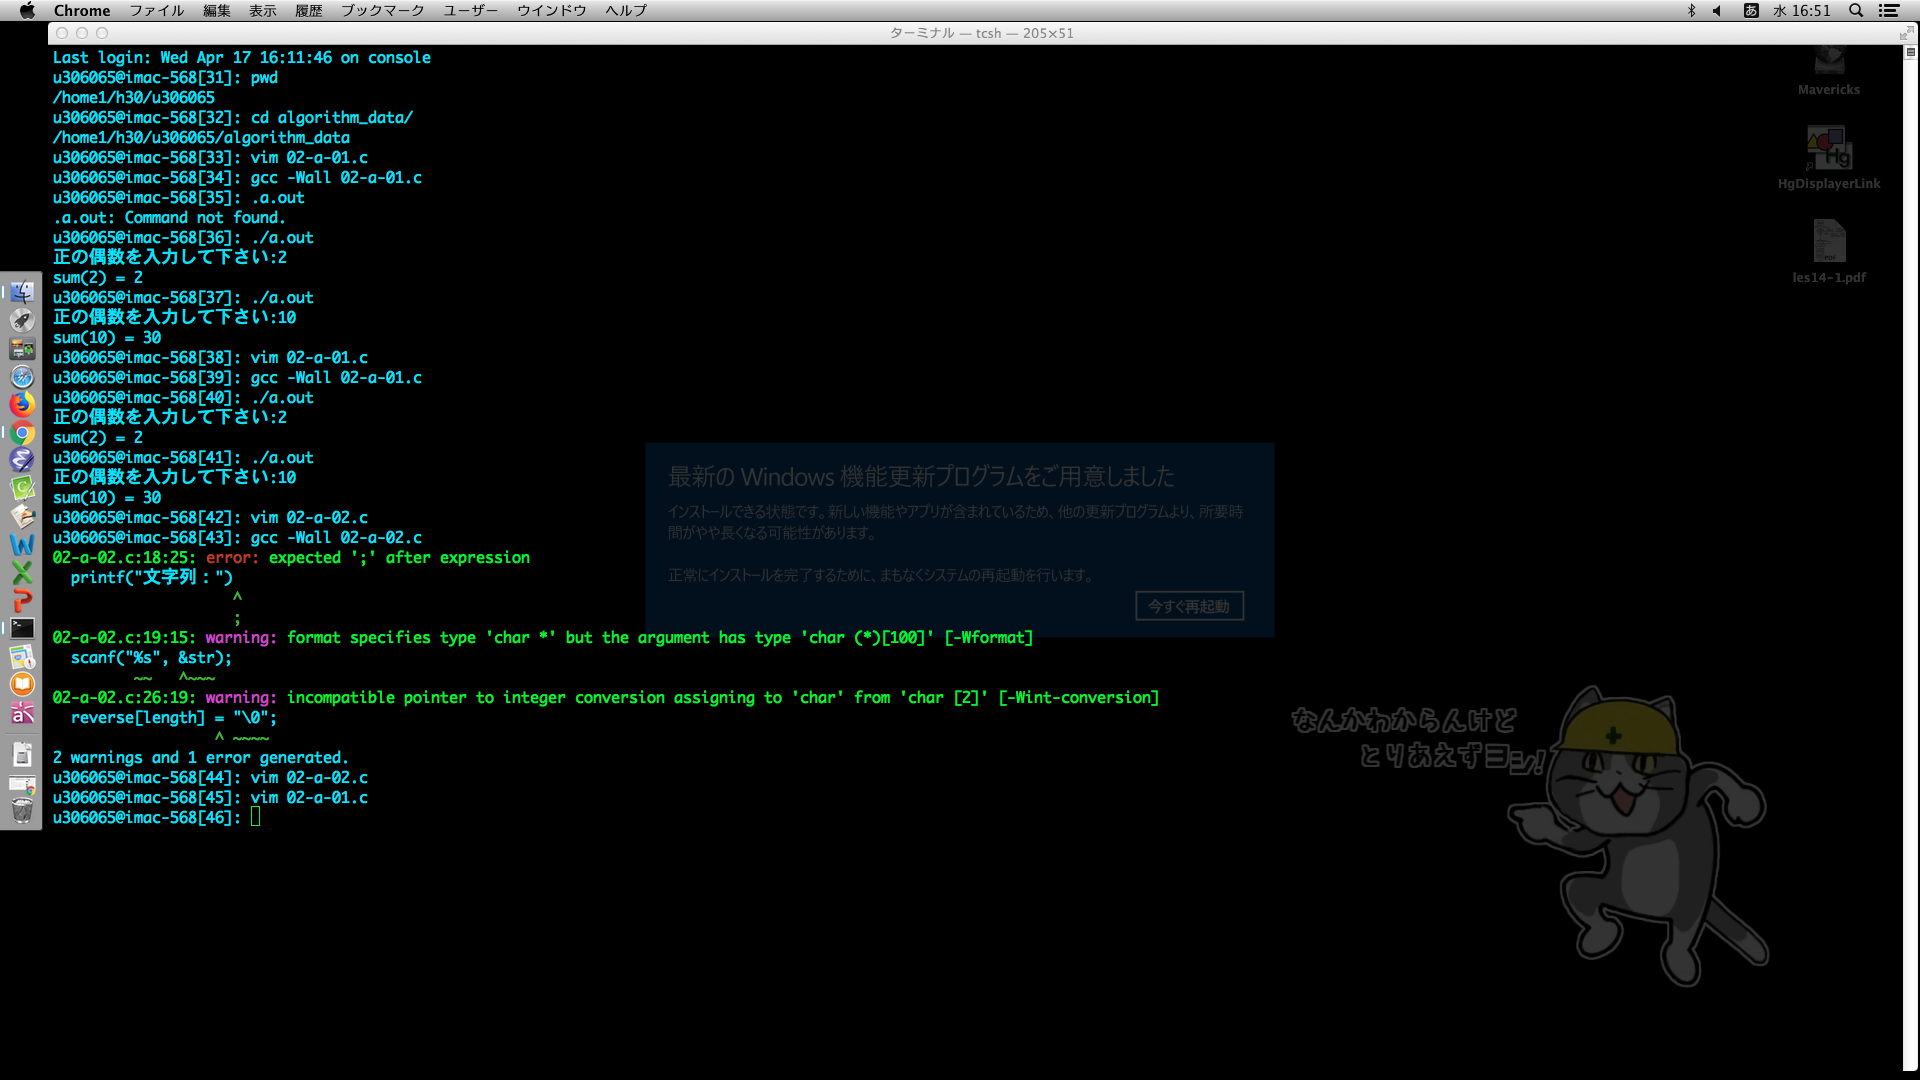 Chrome ファイル 編集 表示 履歴 ブックマーク ユーザー ウインドウ ヘルプ
あ 水 16:51
ターミナル — tcsh — 205×51
Last login: Wed Apr 17 16:11:46 on console
u306065@imac-568[31]: pwd
/home1/h30/u306065
u306065@imac-568[32]: cd algorithm_data/
/home1/h30/u306065/algorithm_data
u306065@imac-568[33]: vim 02-a-01.c
u306065@imac-568[34]: gcc -Wall 02-a-01.c
u306065@imac-568[35]: .a.out
.a.out: Command not found.
u306065@imac-568[36]: ./a.out
正の偶数を入力して下さい:2
sum(2) = 2
u306065@imac-568[37]: ./a.out
正の偶数を入力して下さい:10
sum(10) = 30
u306065@imac-568[38]: vim 02-a-01.c
u306065@imac-568[39]: gcc -Wall 02-a-01.c
u306065@imac-568[40]: ./a.out
正の偶数を入力して下さい:2
sum(2) = 2
u306065@imac-568[41]: ./a.out
正の偶数を入力して下さい:10
sum(10) = 30
u306065@imac-568[42]: vim 02-a-02.c
u306065@imac-568[43]: gcc -Wall 02-a-02.c
02-a-02.c:18:25: error: expected ';' after expression
  printf("文字列：")
                    ^
                    ;
02-a-02.c:19:15: warning: format specifies type 'char *' but the argument has type 'char (*)[100]' [-Wformat]
  scanf("%s", &str);
         ~~   ^~~~
02-a-02.c:26:19: warning: incompatible pointer to integer conversion assigning to 'char' from 'char [2]' [-Wint-conversion]
  reverse[length] = "\0";
                  ^ ~~~~
2 warnings and 1 error generated.
u306065@imac-568[44]: vim 02-a-02.c
u306065@imac-568[45]: vim 02-a-01.c
u306065@imac-568[46]:
Mavericks
Hg
HgDisplayerLink
PDF
les14-1.pdf
最新の Windows 機能更新プログラムをご用意しました
インストールできる状態です。新しい機能やアプリが含まれているため、他の更新プログラムより、所要時
間がやや長くなる可能性があります。
正常にインストールを完了するために、まもなくシステムの再起動を行います。
今すぐ再起動
なんかわからんけど
とりあえずヨシ!